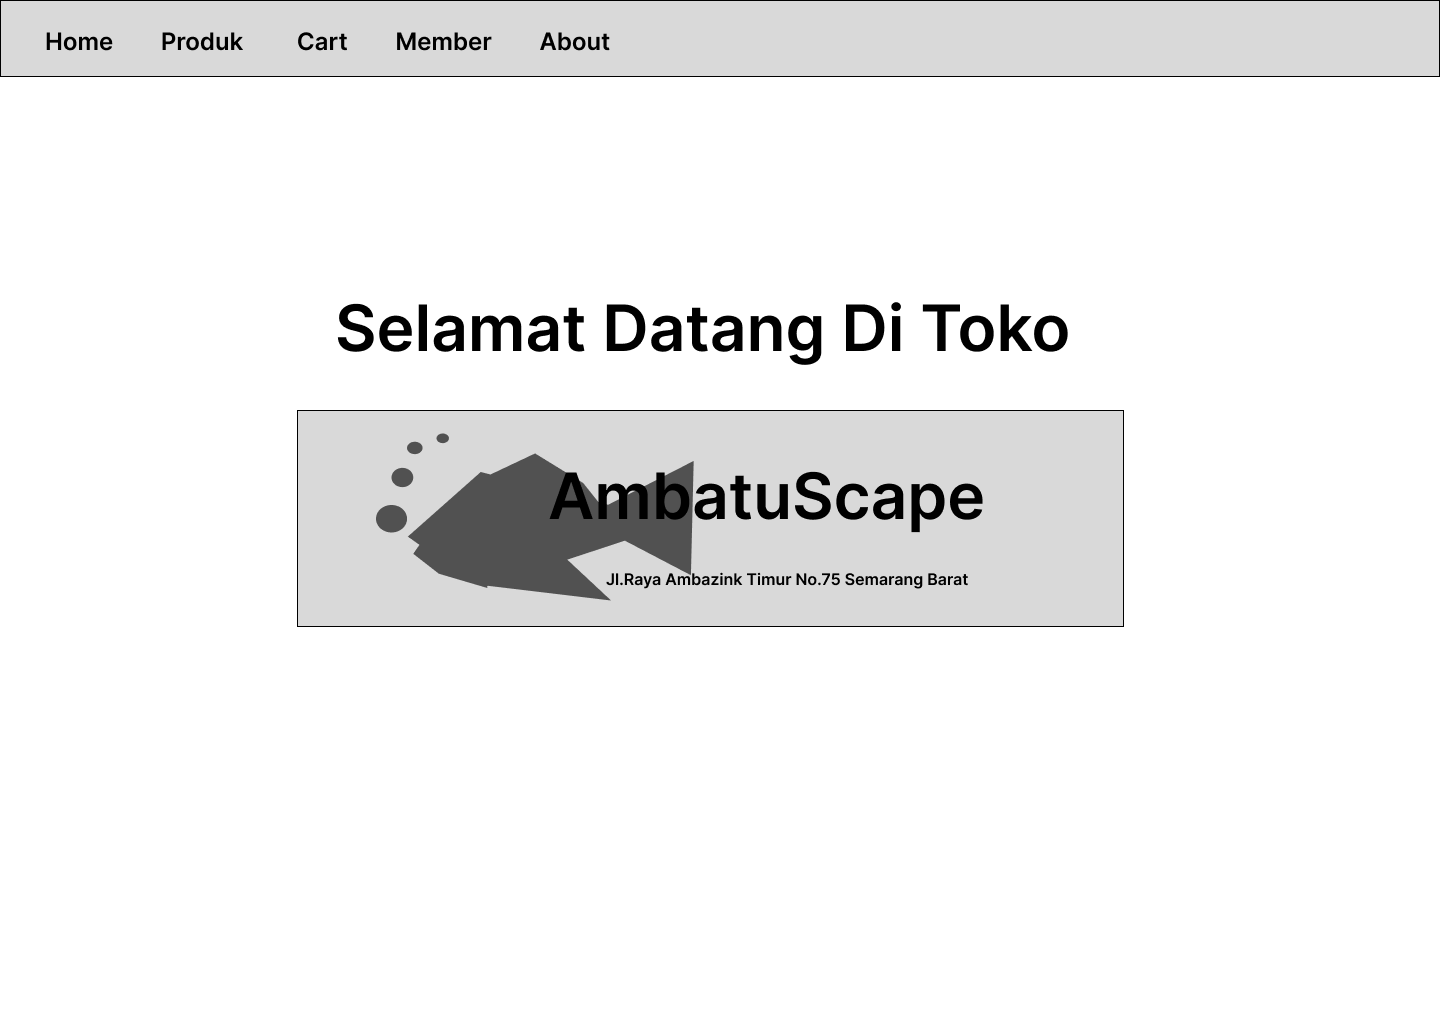 Home Produk Cart Member About
Selamat Datang Di Toko
AmbatuScape
Jl.Raya Ambazink Timur No.75 Semarang Barat